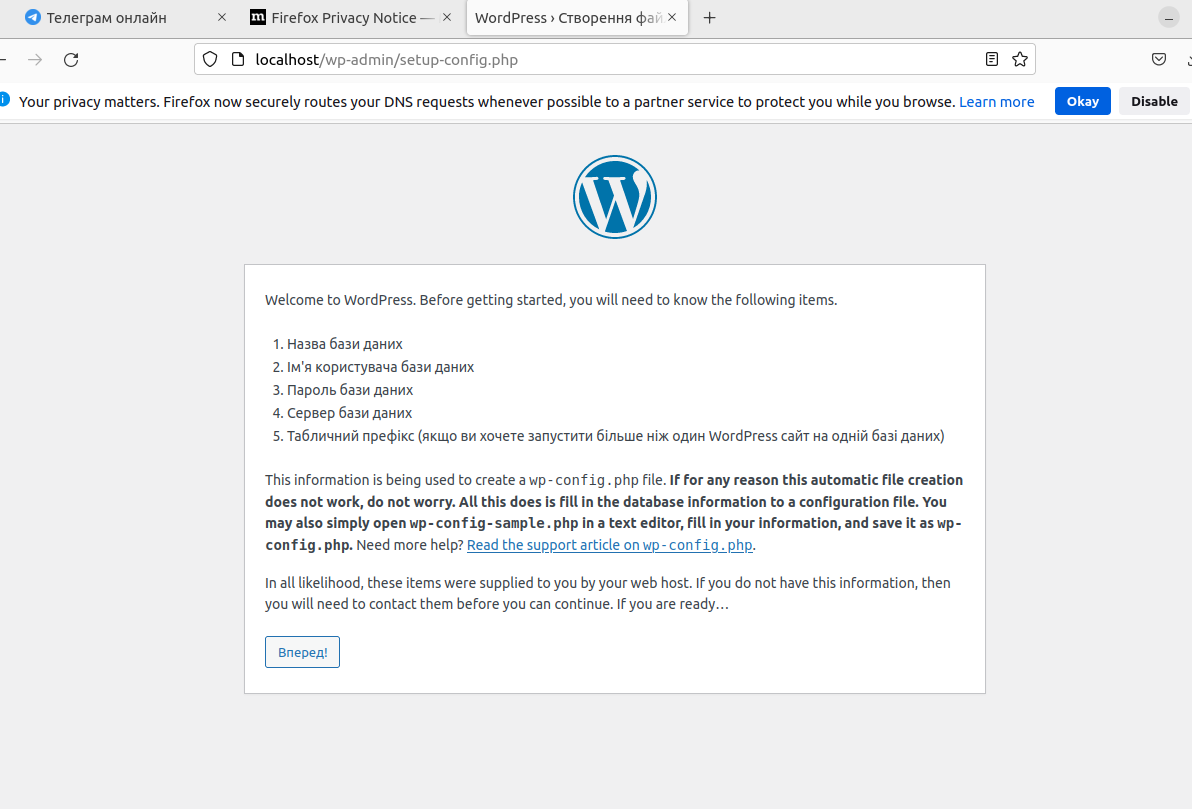 Телеграм онлайн
Firefox Privacy Notice —
WordPress › Створення фай
localhost/wp-admin/setup-config.php
Your privacy matters. Firefox now securely routes your DNS requests whenever possible to a partner service to protect you while you browse. Learn more
Okay
Disable
Welcome to WordPress. Before getting started, you will need to know the following items.
1. Назва бази даних
2. Ім'я користувача бази даних
3. Пароль бази даних
4. Сервер бази даних
5. Табличний префікс (якщо ви хочете запустити більше ніж один WordPress сайт на одній базі даних)
This information is being used to create a wp-config.php file. If for any reason this automatic file creation
does not work, do not worry. All this does is fill in the database information to a configuration file. You
may also simply open wp-config-sample.php in a text editor, fill in your information, and save it as wp-
config.php. Need more help? Read the support article on wp-config.php.
In all likelihood, these items were supplied to you by your web host. If you do not have this information, then
you will need to contact them before you can continue. If you are ready…
Вперед!